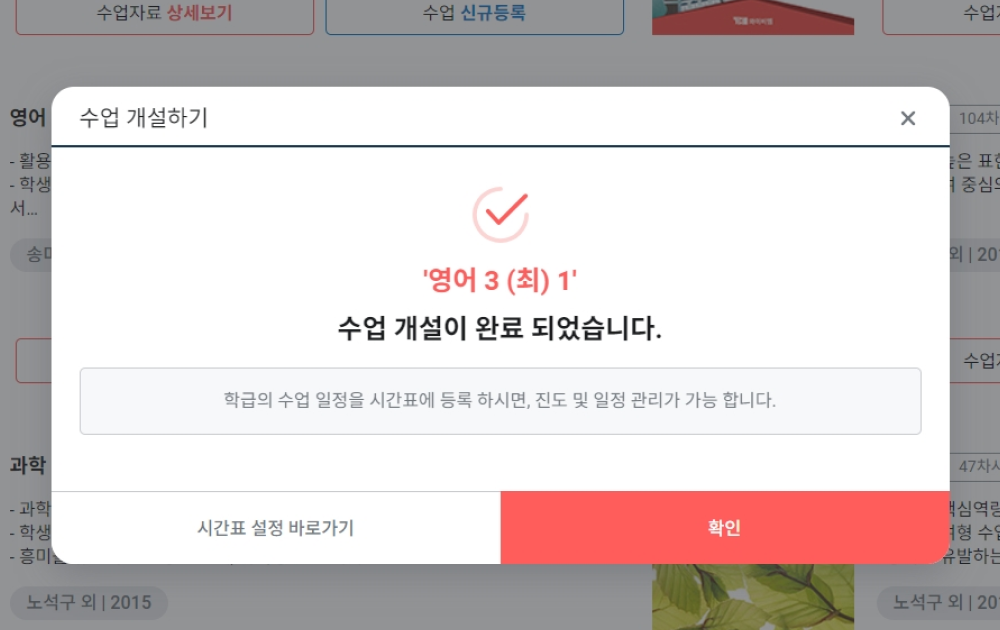 수업자료 상세보기
수업 신규등록
수업
수업 개설하기
영어
104차
- 활용
- 학생
서...
은 표현
중심의
'영어 3 (최) 1'
수업 개설이 완료 되었습니다.
학급의 수업 일정을 시간표에 등록 하시면, 진도 및 일정 관리가 가능 합니다.
외 | 20
수업
과학
47차시
- 과학
- 학생
- 흥미
핵심역량
형 수업
유발하는
시간표 설정 바로가기
확인
노석구 외 | 2015
노석구 외 | 20